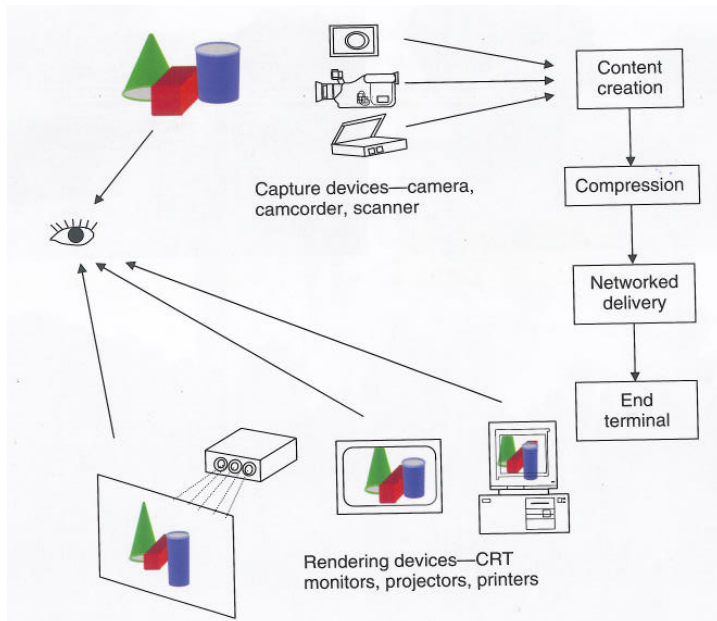 Content
creation
Capture devices—camera,
camcorder, scanner
Compression
Networked
delivery
End
terminal
Rendering devices—CRT
monitors, projectors, printers